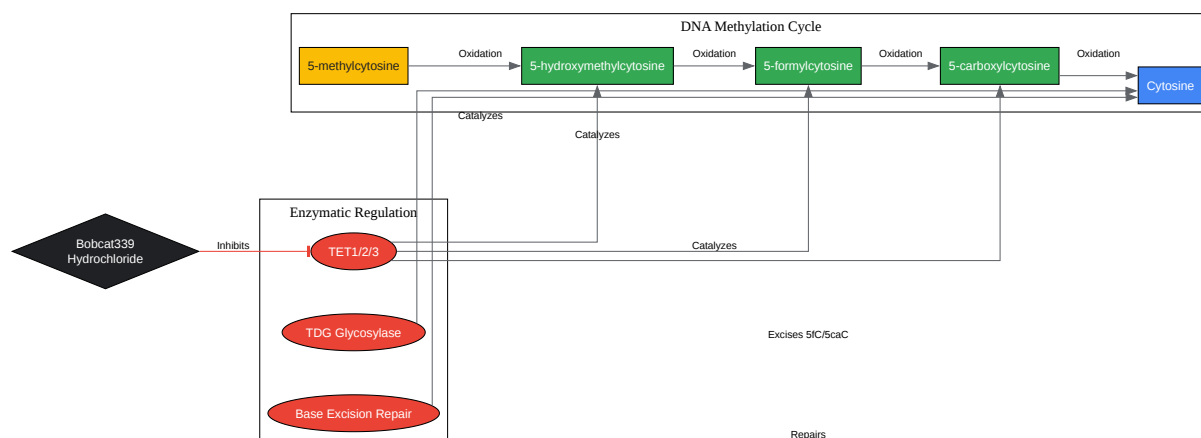 DNA Methylation Cycle
Oxidation
Oxidation
Oxidation
Oxidation
5-methylcytosine
5-hydroxymethylcytosine
5-formylcytosine
5-carboxylcytosine
Cytosine
Catalyzes
Catalyzes
Enzymatic Regulation
Bobcat339
Hydrochloride
Inhibits
TET1/2/3
Catalyzes
TDG Glycosylase
Excises 5fC/5caC
Base Excision Repair
Repairs